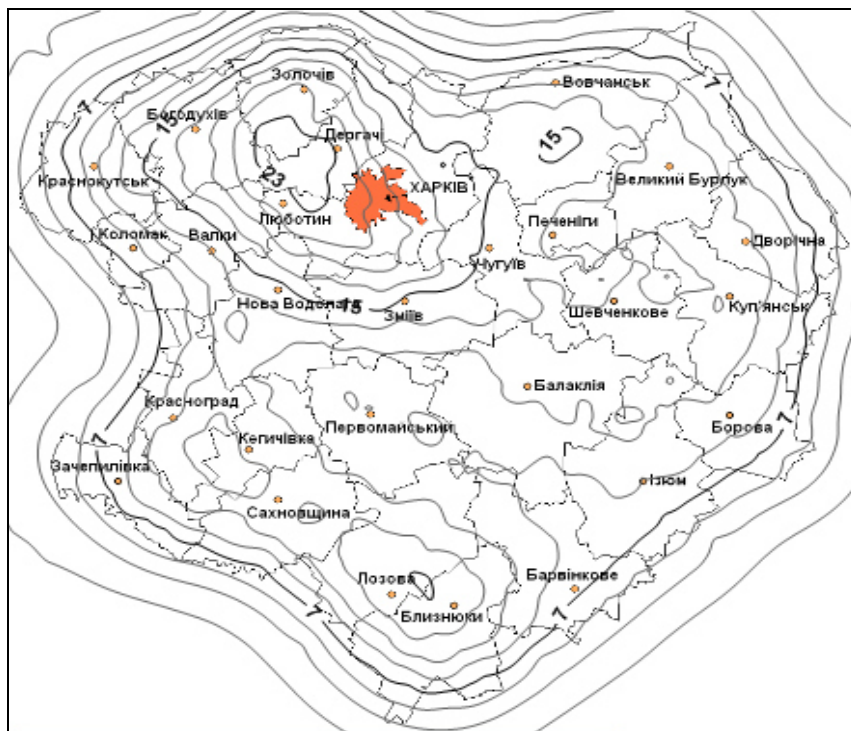 7
Золочів
Вовчанськ
Богодухів
15
Дергачі
15
Краснокутськ
23
ХАРКІВ
Великий Бурлук
Люботин
Печеніги
Коломак
Валки
Дворічна
Чугуїв
Нова Водолага
15
Зміїв
Шевченкове
Куп'янськ
Балаклія
Красноград
Первомайський
Борова
7
7
Кегичівка
Зачепилівка
Ізюм
Сахновщина
Лозова
Барвінкове
Близнюки
7
7
7